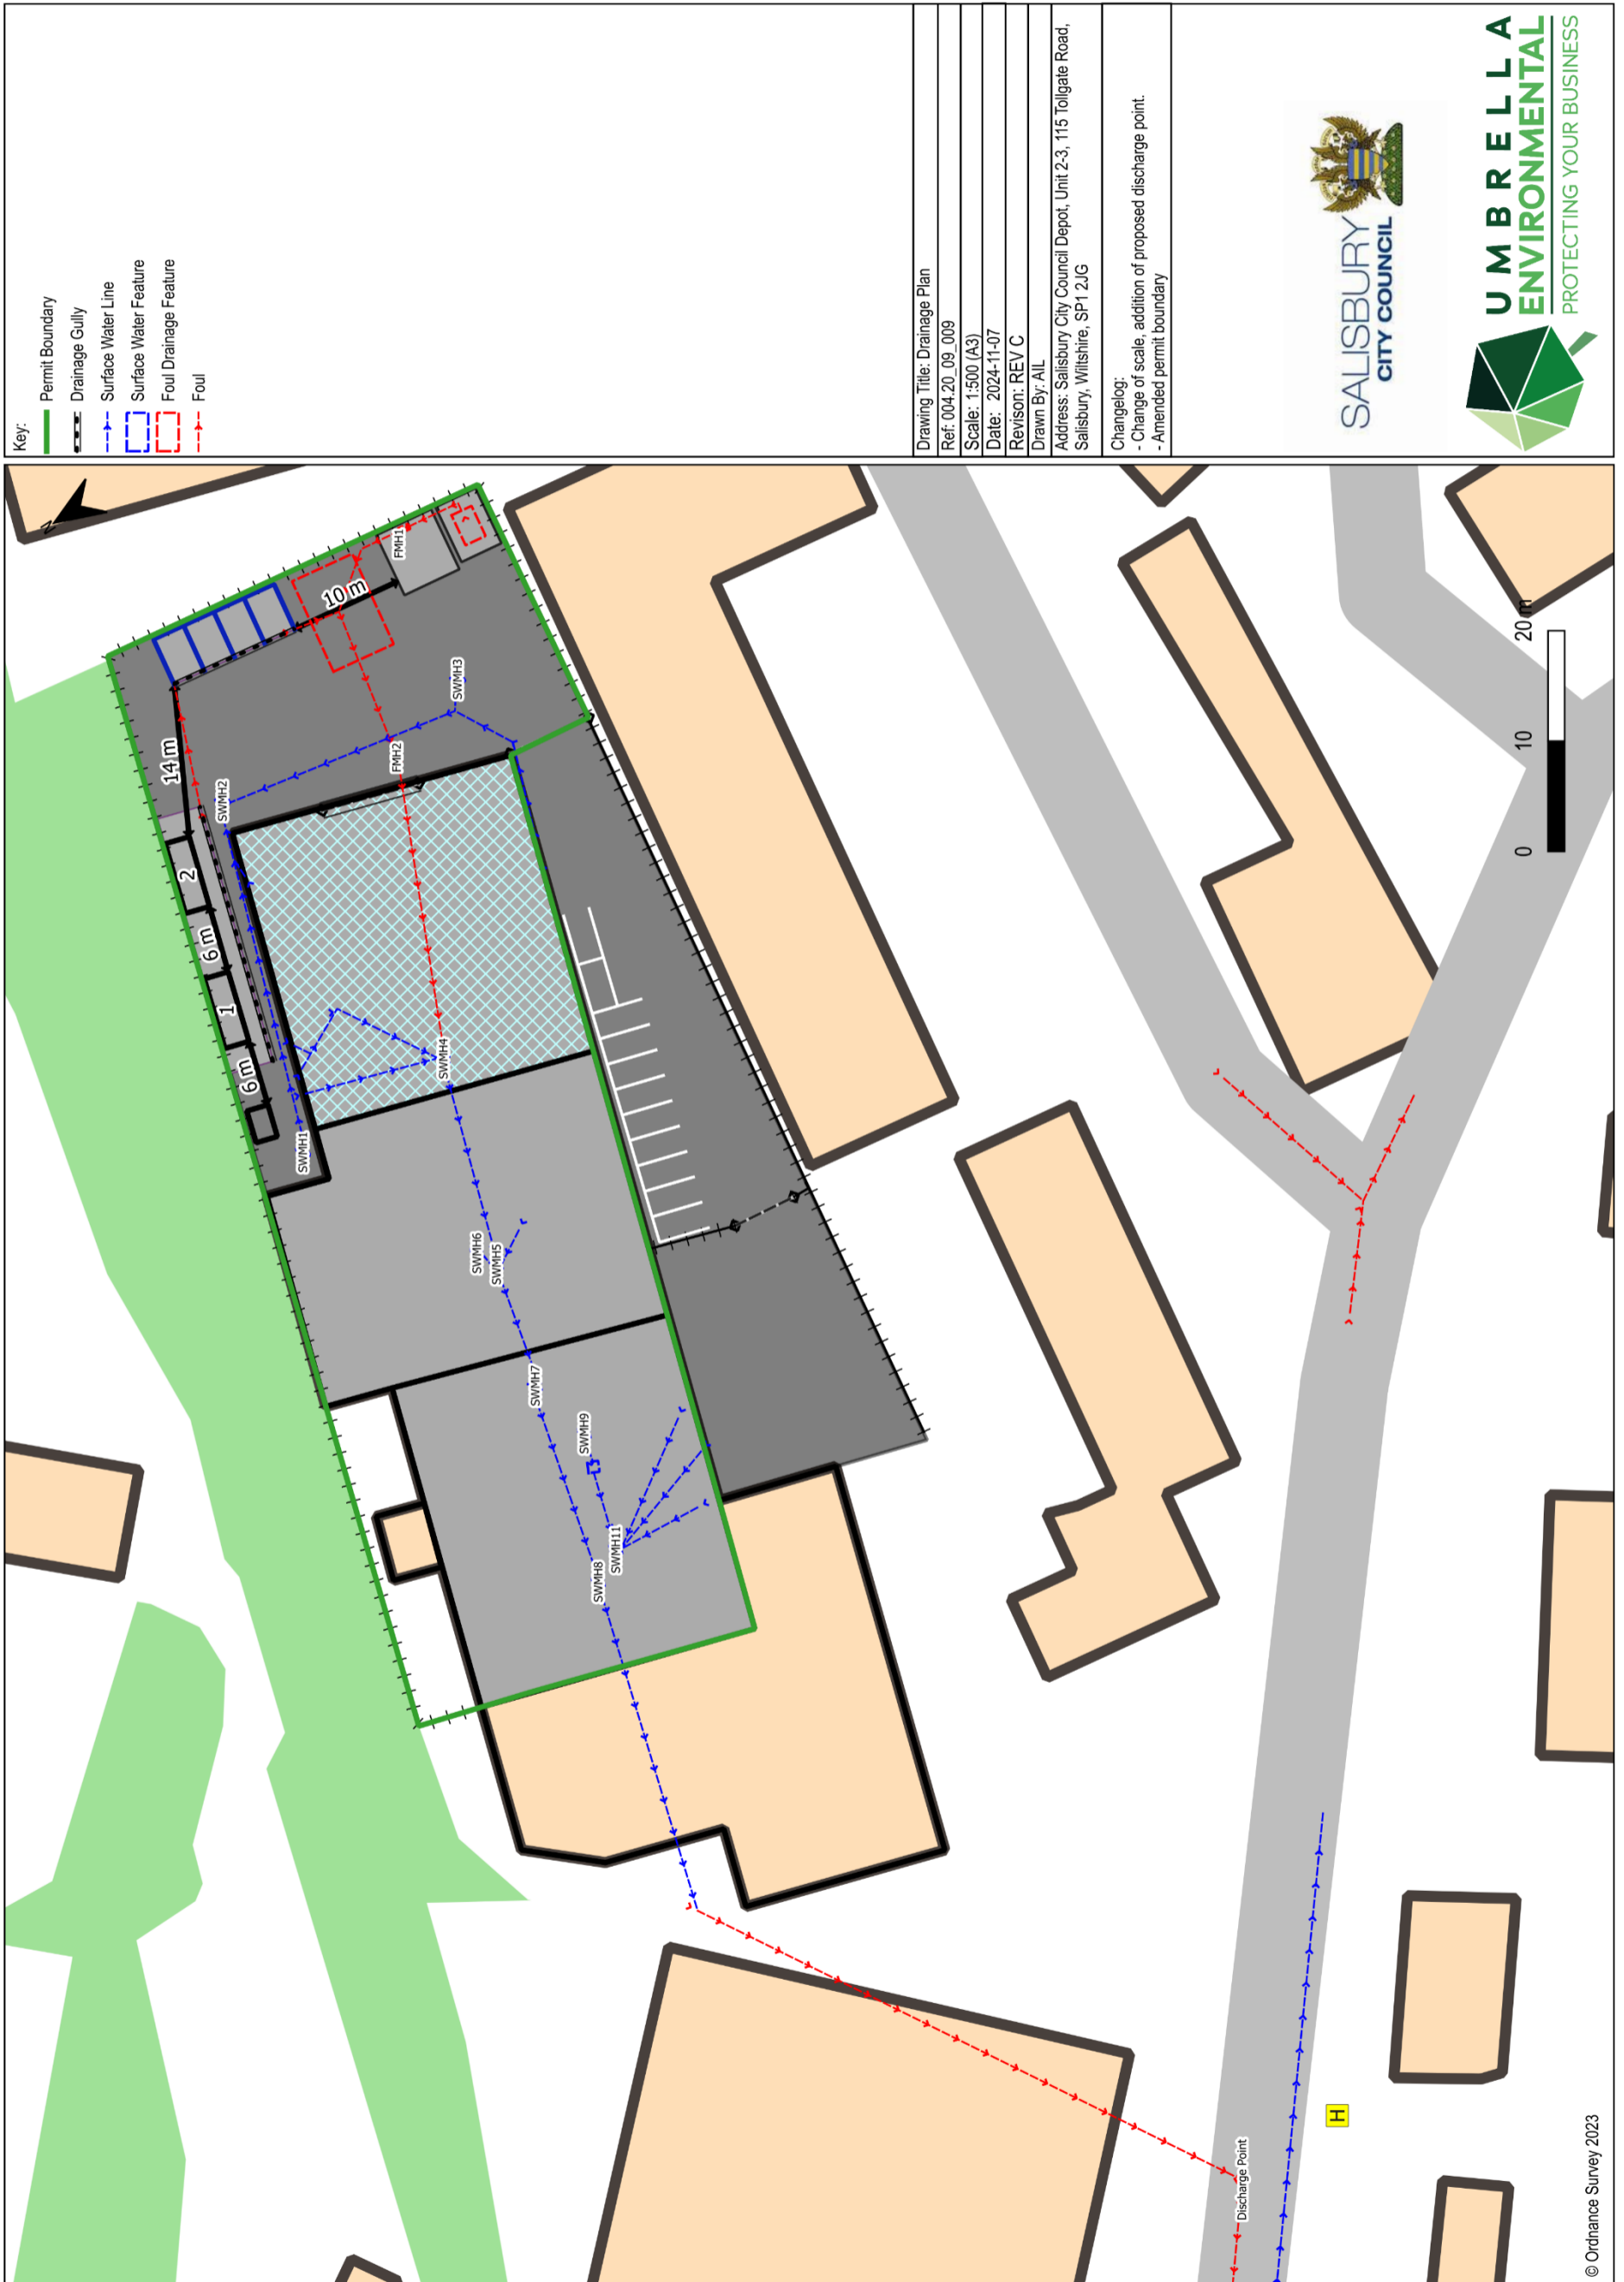 Key:
Permit Boundary
Drainage Gully
Surface Water Line
Surface Water Feature
Foul Drainage Feature
Foul
Drawing Title: Drainage Plan
Ref: 004.20_09_009
Scale: 1:500 (A3)
Date: 2024-11-07
Revison: REV C
Drawn By: AIL
Address: Salisbury City Council Depot, Unit 2-3, 115 Tollgate Road,
Salisbury, Wiltshire, SP1 2JG
Changelog:
- Change of scale, addition of proposed discharge point.
- Amended permit boundary
SALISBURY
CITY COUNCIL
UMBRELLA
ENVIRONMENTAL
PROTECTING YOUR BUSINESS
N
FMH1
10 m
14 m
SWMH3
FMH2
SWMH2
2
6 m
1
6 m
SWMH4
SWMH1
SWMH6
SWMH5
SWMH7
SWMH9
SWMH11
SWMH8
Discharge Point
H
0 10 20 m
© Ordnance Survey 2023